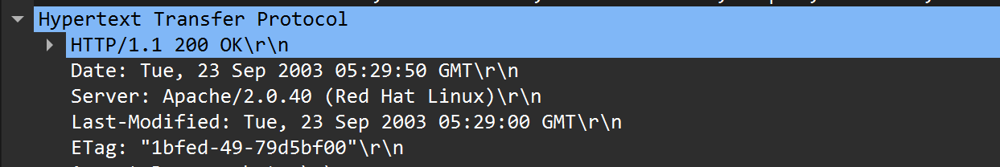 Hypertext Transfer Protocol
HTTP/1.1 200 OK\r\n
Date: Tue, 23 Sep 2003 05:29:50 GMT\r\n
Server: Apache/2.0.40 (Red Hat Linux)\r\n
Last-Modified: Tue, 23 Sep 2003 05:29:00 GMT\r\n
ETag: "1bfed-49-79d5bf00"\r\n